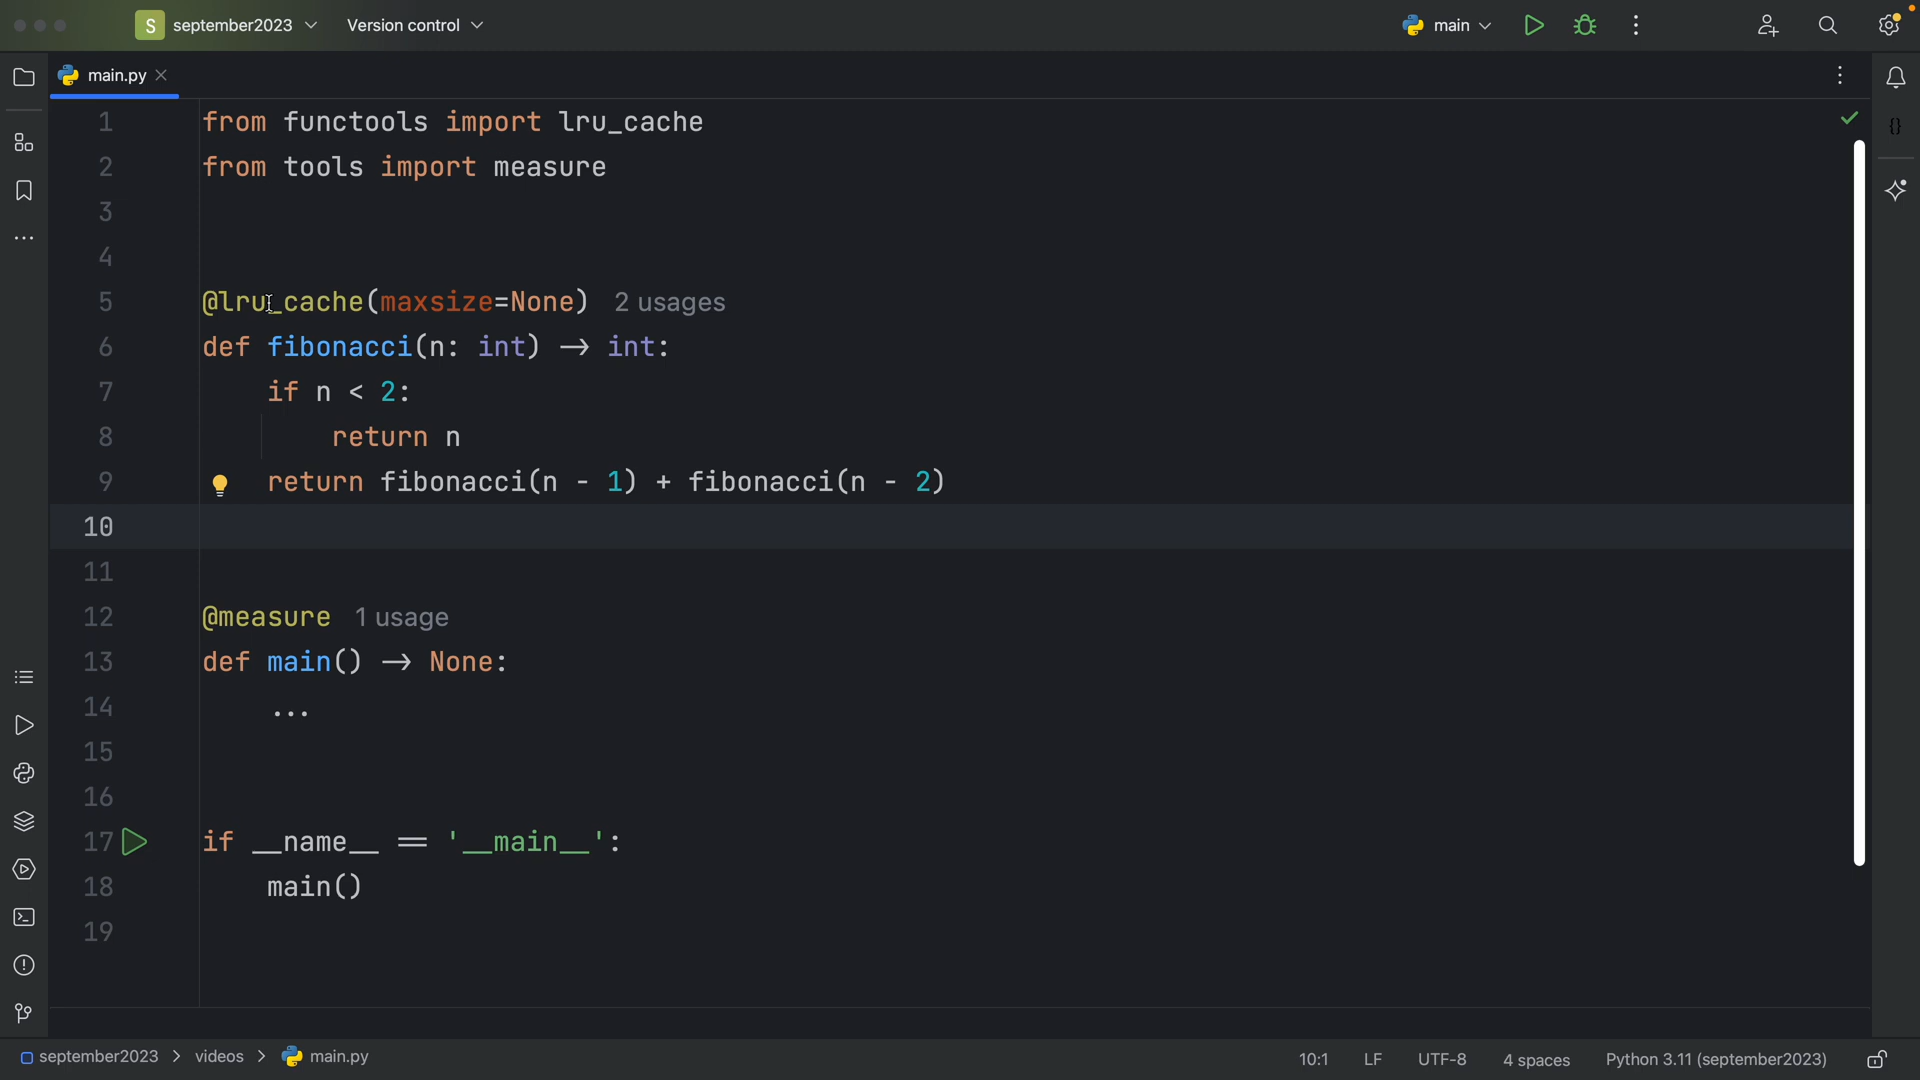 S september2023 Version control main
main.py
1 from functools import lru_cache
2 from tools import measure
3
4
5 @lru_cache(maxsize=None) 2 usages
6 def fibonacci(n: int) → int:
7 if n < 2:
8 return n
9 return fibonacci(n - 1) + fibonacci(n - 2)
10
11
12 @measure 1 usage
13 def main() → None:
14 ...
15
16
17 if __name__ == '__main__':
18 main()
19
september2023 > videos > main.py 10:1 LF UTF-8 4 spaces Python 3.11 (september2023)